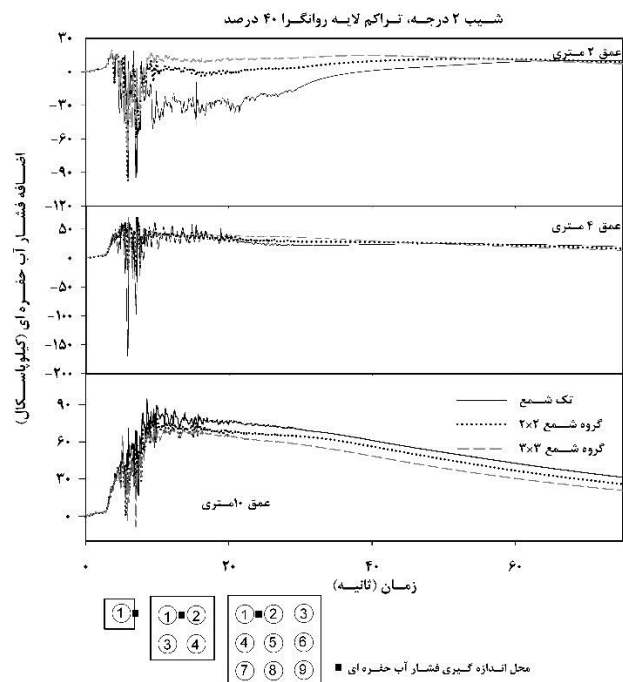 شیب ۲ درجه، تراکم لایه روانگرا ۴۰ درصد
اضافه فشار آب حفره ای (کیلوپاسکال)
۳۰
۰
-۳۰
-۶۰
-۹۰
-۱۲۰
عمق ۲ متری
۵۰
۰
-۵۰
-۱۰۰
-۱۵۰
-۲۰۰
عمق ۴ متری
۹۰
۶۰
۳۰
۰
تک شمع
گروه شمع ۲×۲
گروه شمع ۳×۳
عمق ۱۰متری
۰ ۲۰ ۴۰ ۶۰
زمان (ثانیه)
1 1 2 1 2 3
3 4 4 5 6
7 8 9
محل اندازه گیری فشار آب حفره ای